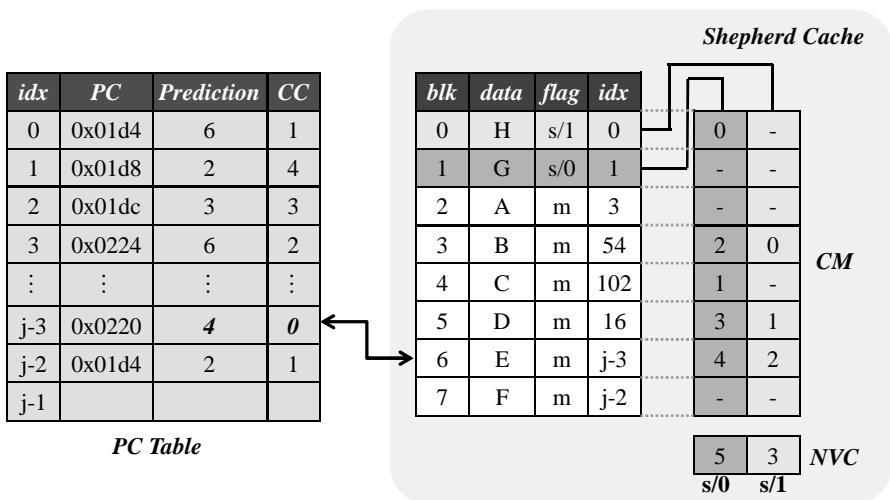 Shepherd Cache
idx PC Prediction CC
0 0x01d4 6 1
1 0x01d8 2 4
2 0x01dc 3 3
3 0x0224 6 2
⋮ ⋮ ⋮ ⋮
j-3 0x0220 4 0
j-2 0x01d4 2 1
j-1
PC Table
blk data flag idx
0 H s/1 0 0 -
1 G s/0 1 - -
2 A m 3 - -
3 B m 54 2 0
4 C m 102 1 -
5 D m 16 3 1
6 E m j-3 4 2
7 F m j-2 - -
CM
5 3 NVC
s/0 s/1